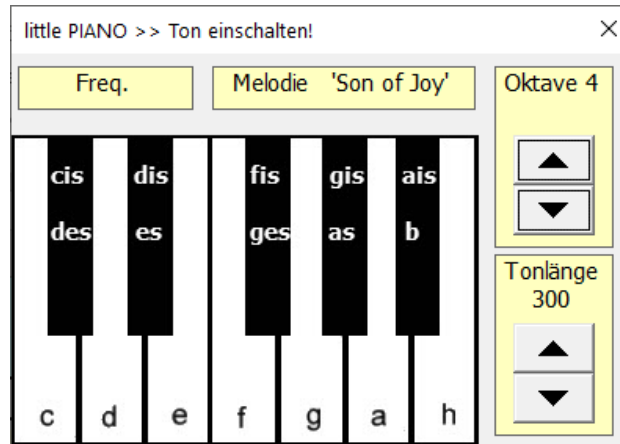 little PIANO >> Ton einschalten!
Freq.
Melodie 'Son of Joy'
Oktave 4
cis dis fis gis ais
des es ges as b
Tonlänge
300
c d e f g a h